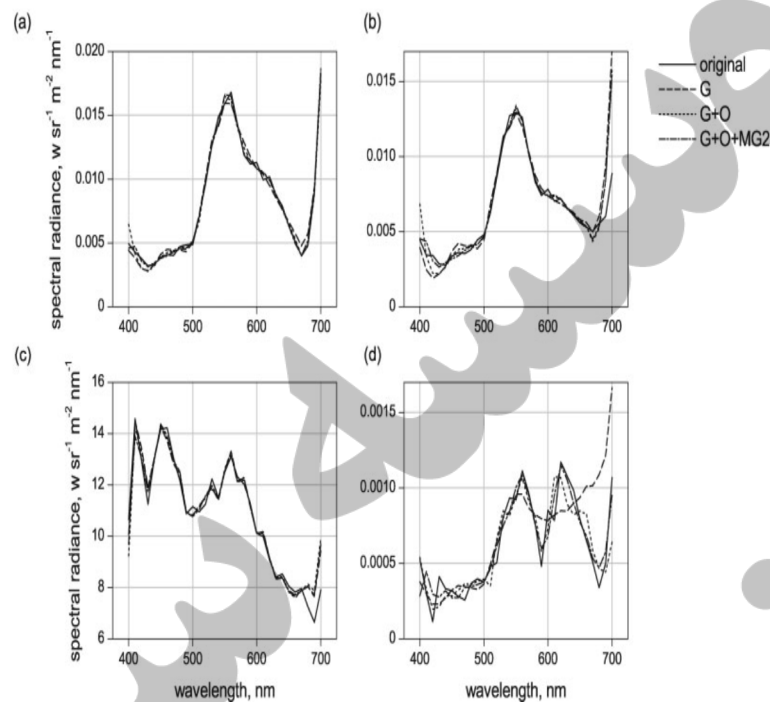 (a)
(b)
0.020
0.015
0.010
0.005
0
400 500 600 700
0.015
0.010
0.005
0
400 500 600 700
original
G
G+O
G+O+MG2
spectral radiance, w sr⁻¹ m⁻² nm⁻¹
(c)
(d)
16
14
12
10
8
6
400 500 600 700
0.0015
0.0010
0.0005
0
400 500 600 700
spectral radiance, w sr⁻¹ m⁻² nm⁻¹
wavelength, nm
wavelength, nm